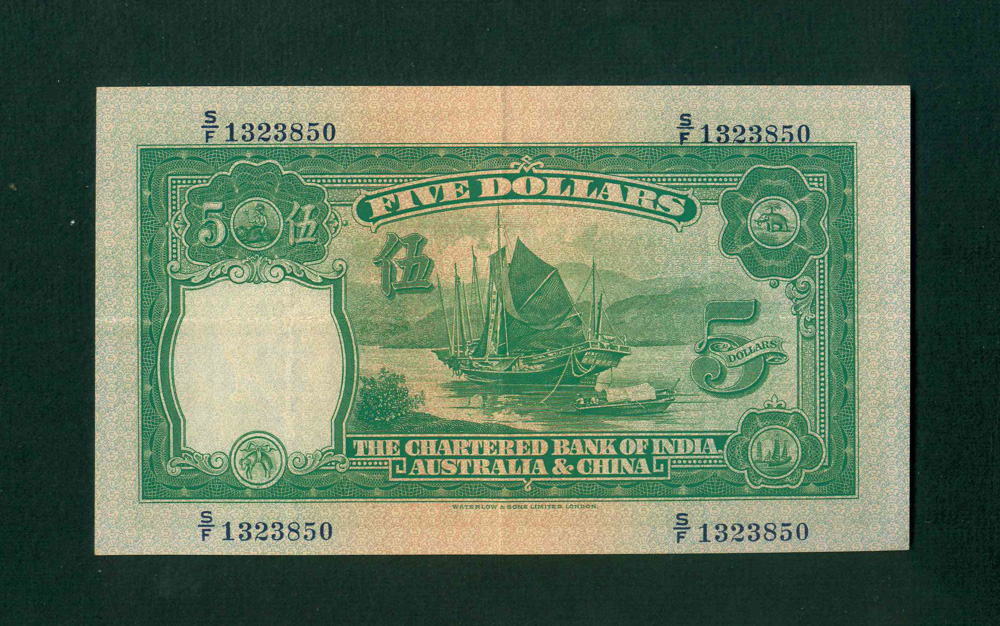 S/F 1323850
S/F 1323850
FIVE DOLLARS
5 伍
伍
5
DOLLARS
THE CHARTERED BANK OF INDIA,
AUSTRALIA & CHINA
WATERLOW & SONS LIMITED, LONDON.
S/F 1323850
S/F 1323850